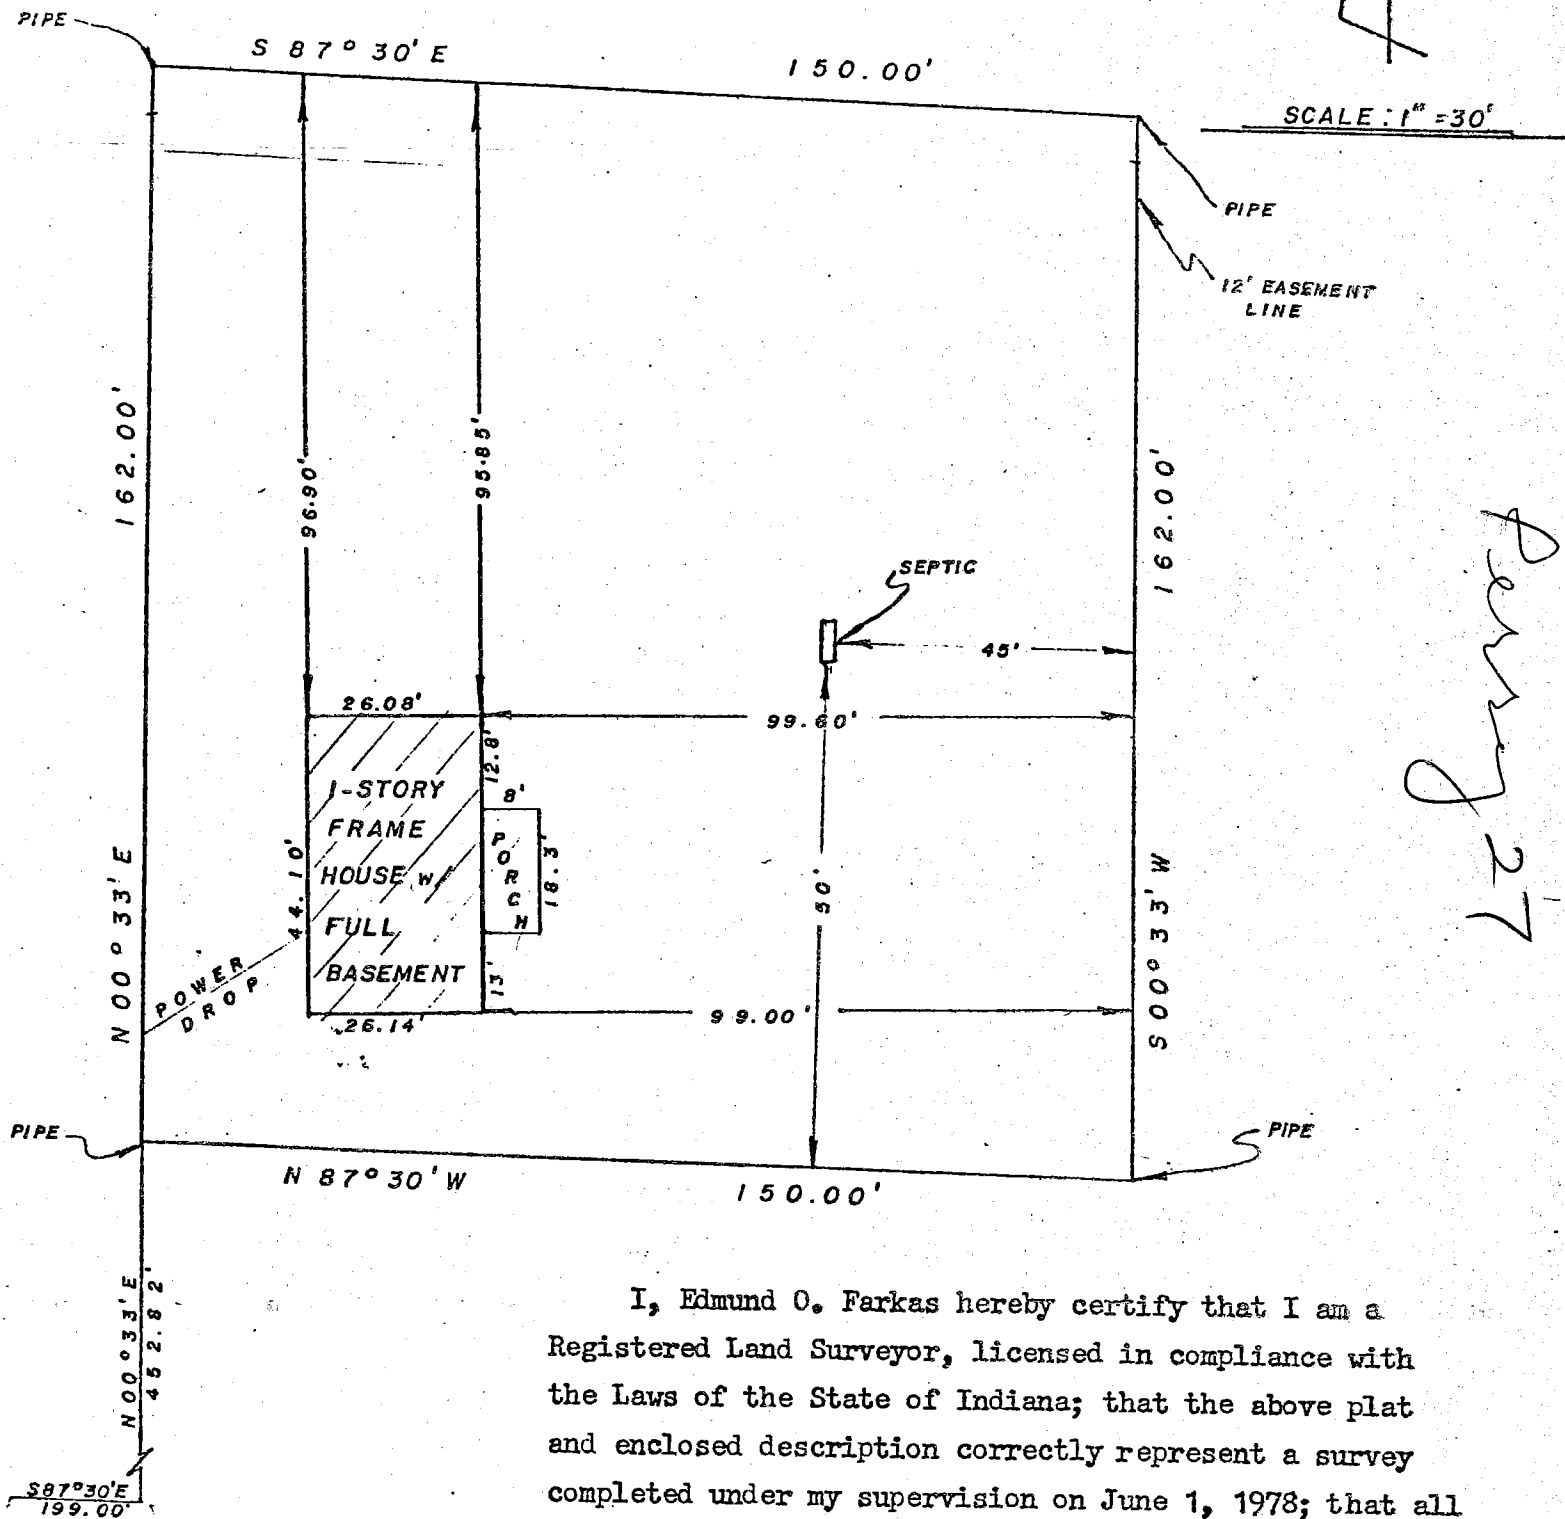 PIPE
S 87° 30' E
150.00'
SCALE: 1" = 30'
PIPE
12' EASEMENT
LINE
162.00'
96.90'
95.85'
162.00'
Perry 27
SEPTIC
45'
26.08'
99.60'
12.8'
8'
1-STORY
FRAME
HOUSE W/
FULL
BASEMENT
PORCH
18.3'
44.10'
50'
N 00° 33' E
S 00° 33' W
POWER
DROP
13'
26.14'
99.00'
PIPE
PIPE
N 87° 30' W
150.00'
N 00° 33' E
452.82'
S 87° 30' E
199.00'
I, Edmund O. Farkas hereby certify that I am a
Registered Land Surveyor, licensed in compliance with
the Laws of the State of Indiana; that the above plat
and enclosed description correctly represent a survey
completed under my supervision on June 1, 1978; that all